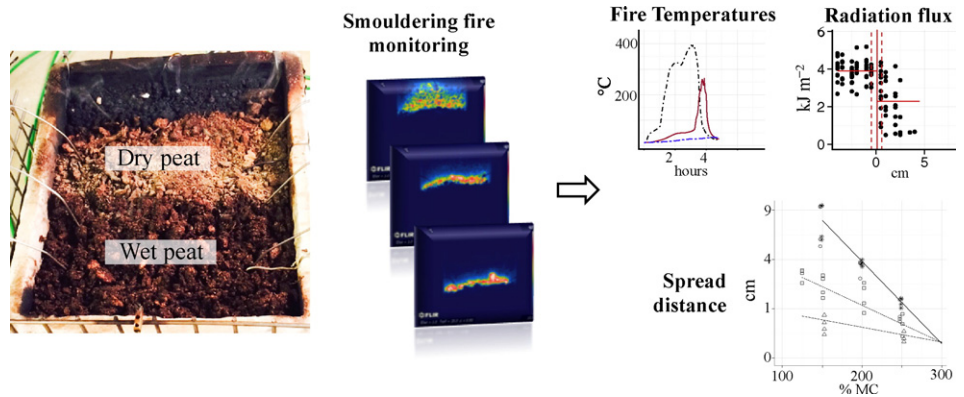 Smouldering fire
monitoring
Fire Temperatures
Radiation flux
Dry peat
Wet peat
FLIR
FLIR
FLIR
400
200
°C
2
4
hours
6
4
2
0
kJ m⁻²
0
5
cm
Spread
distance
9
4
1
0
cm
100
200
300
% MC